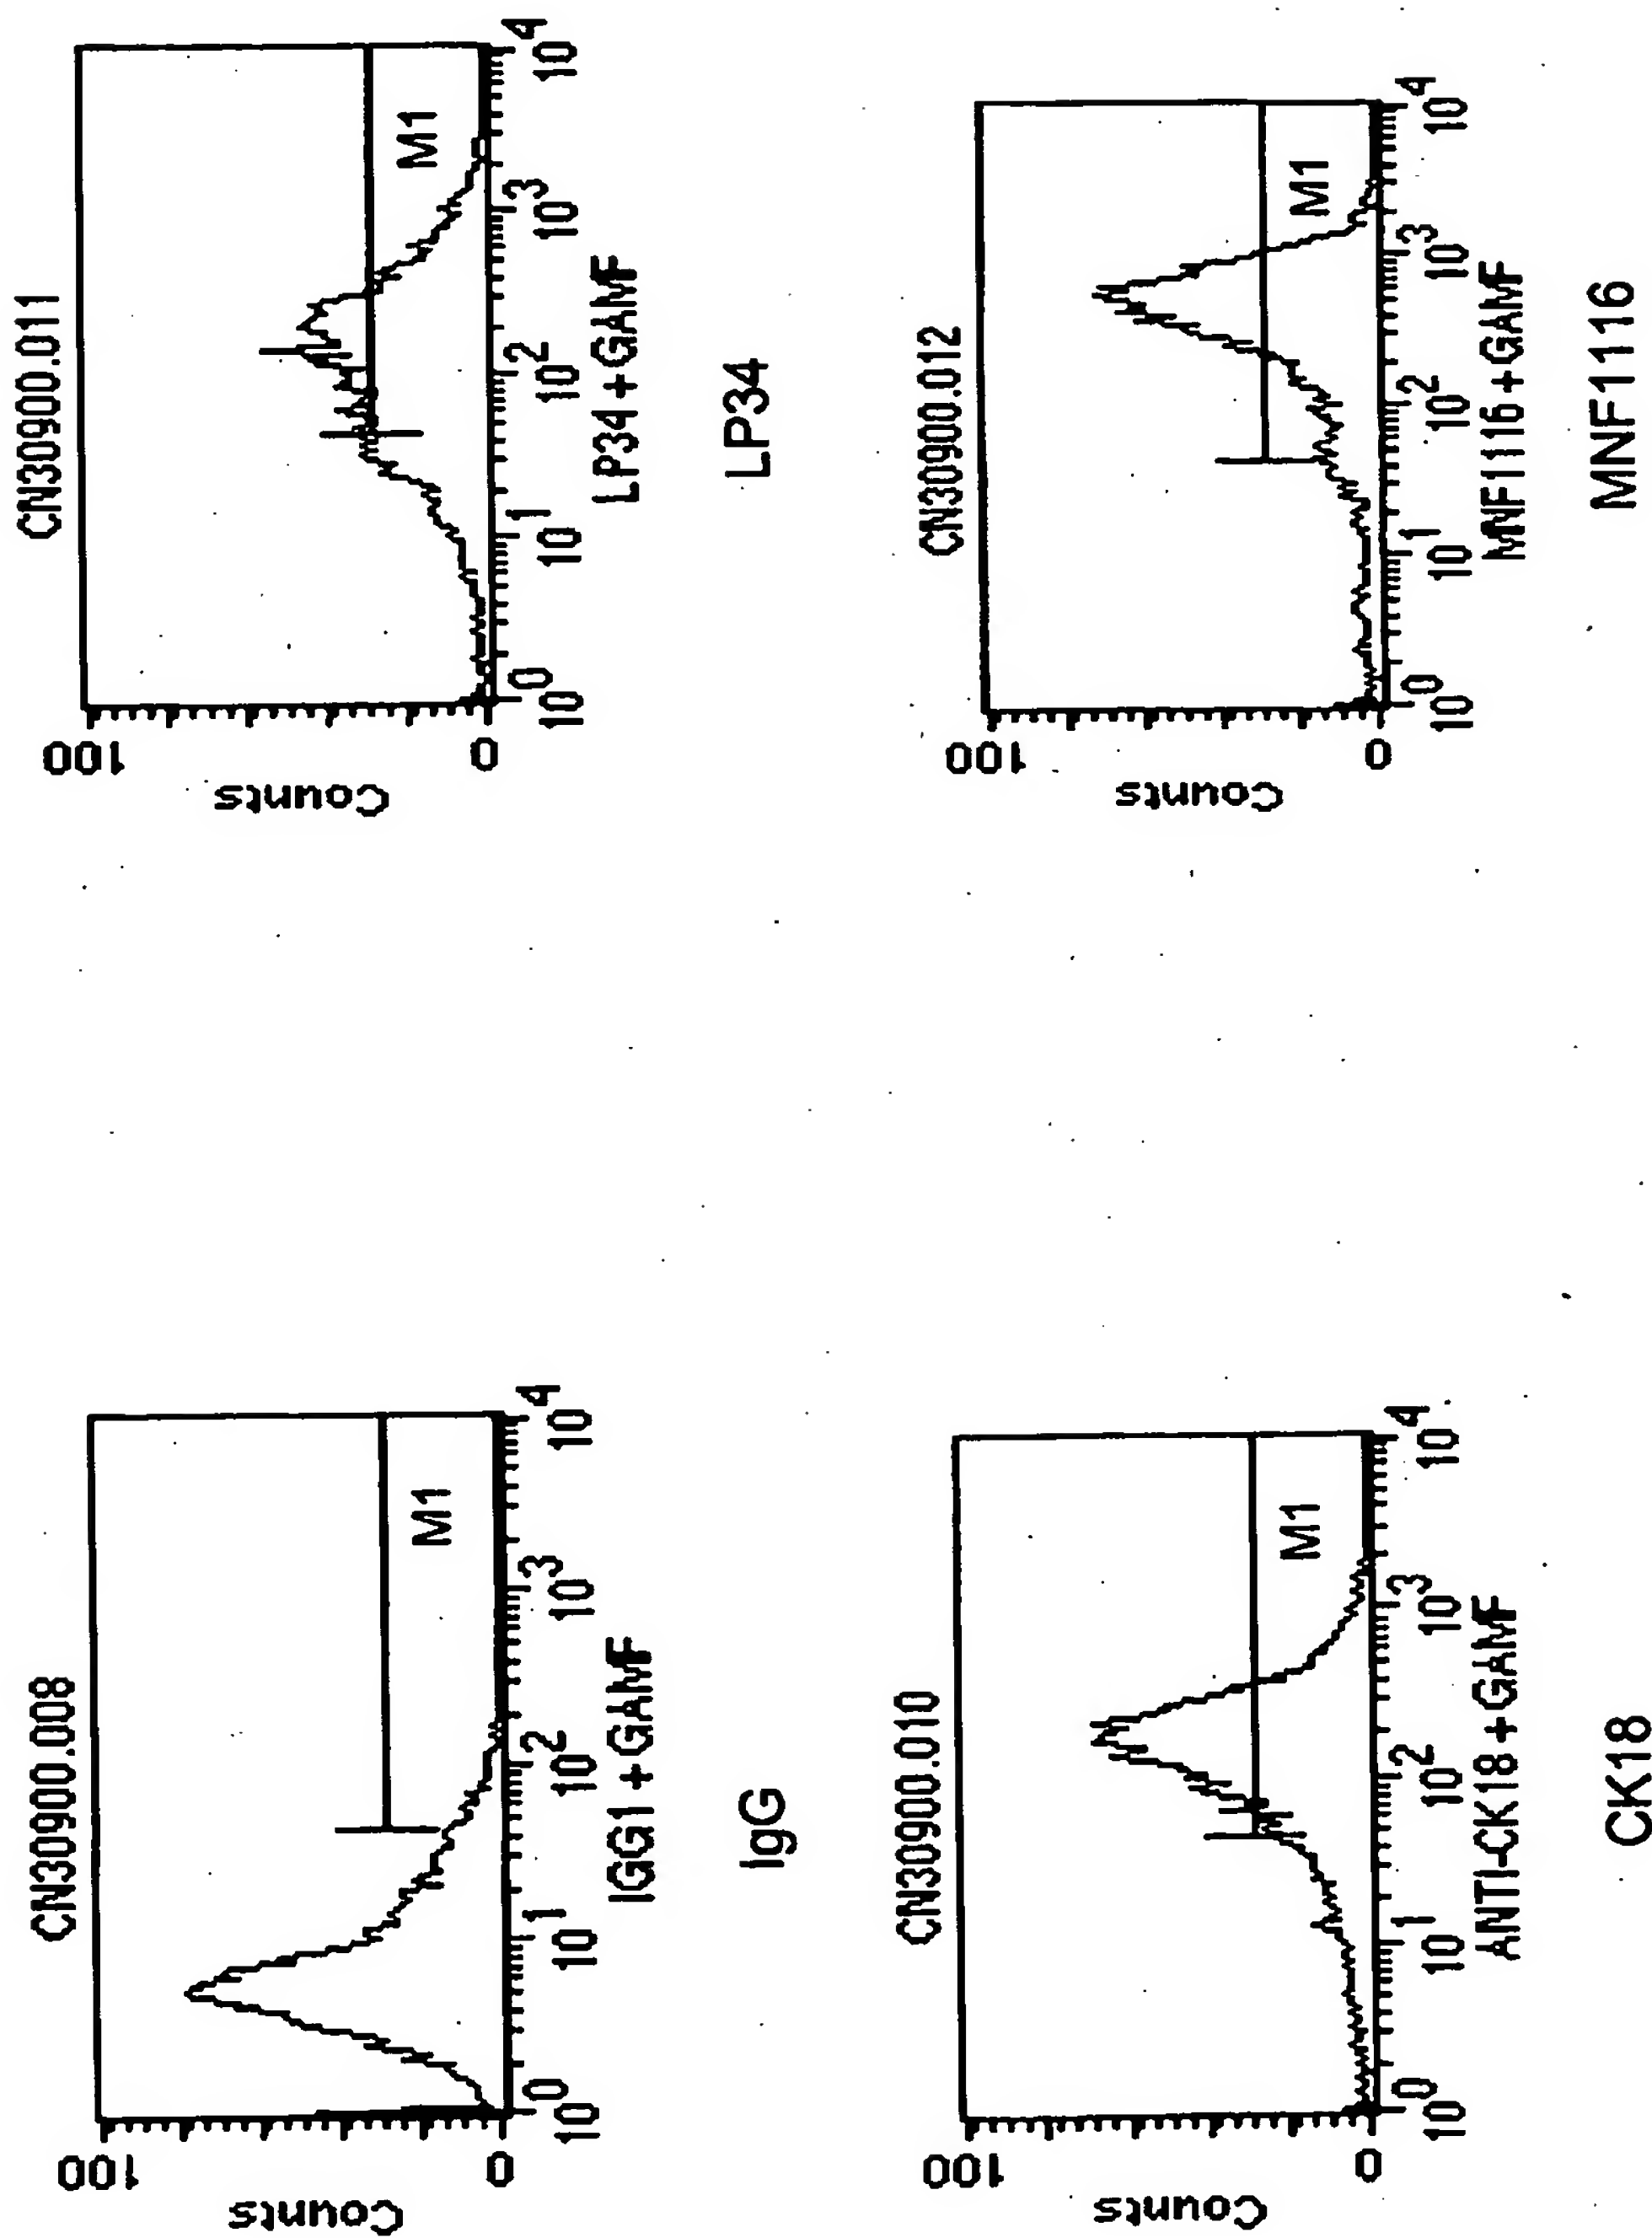 CN30900.008
Counts
100
0
10^0 10^1 10^2 10^3 10^4
M1
IGG1+GAMF
IgG
CN30900.011
Counts
100
0
10^0 10^1 10^2 10^3 10^4
M1
LP34+GAMF
LP34
CN30900.010
Counts
100
0
10^0 10^1 10^2 10^3 10^4
M1
ANTI-CK18+GAMF
CK18
CN30900.012
Counts
100
0
10^0 10^1 10^2 10^3 10^4
M1
MNF1116+GAMF
MNF1116